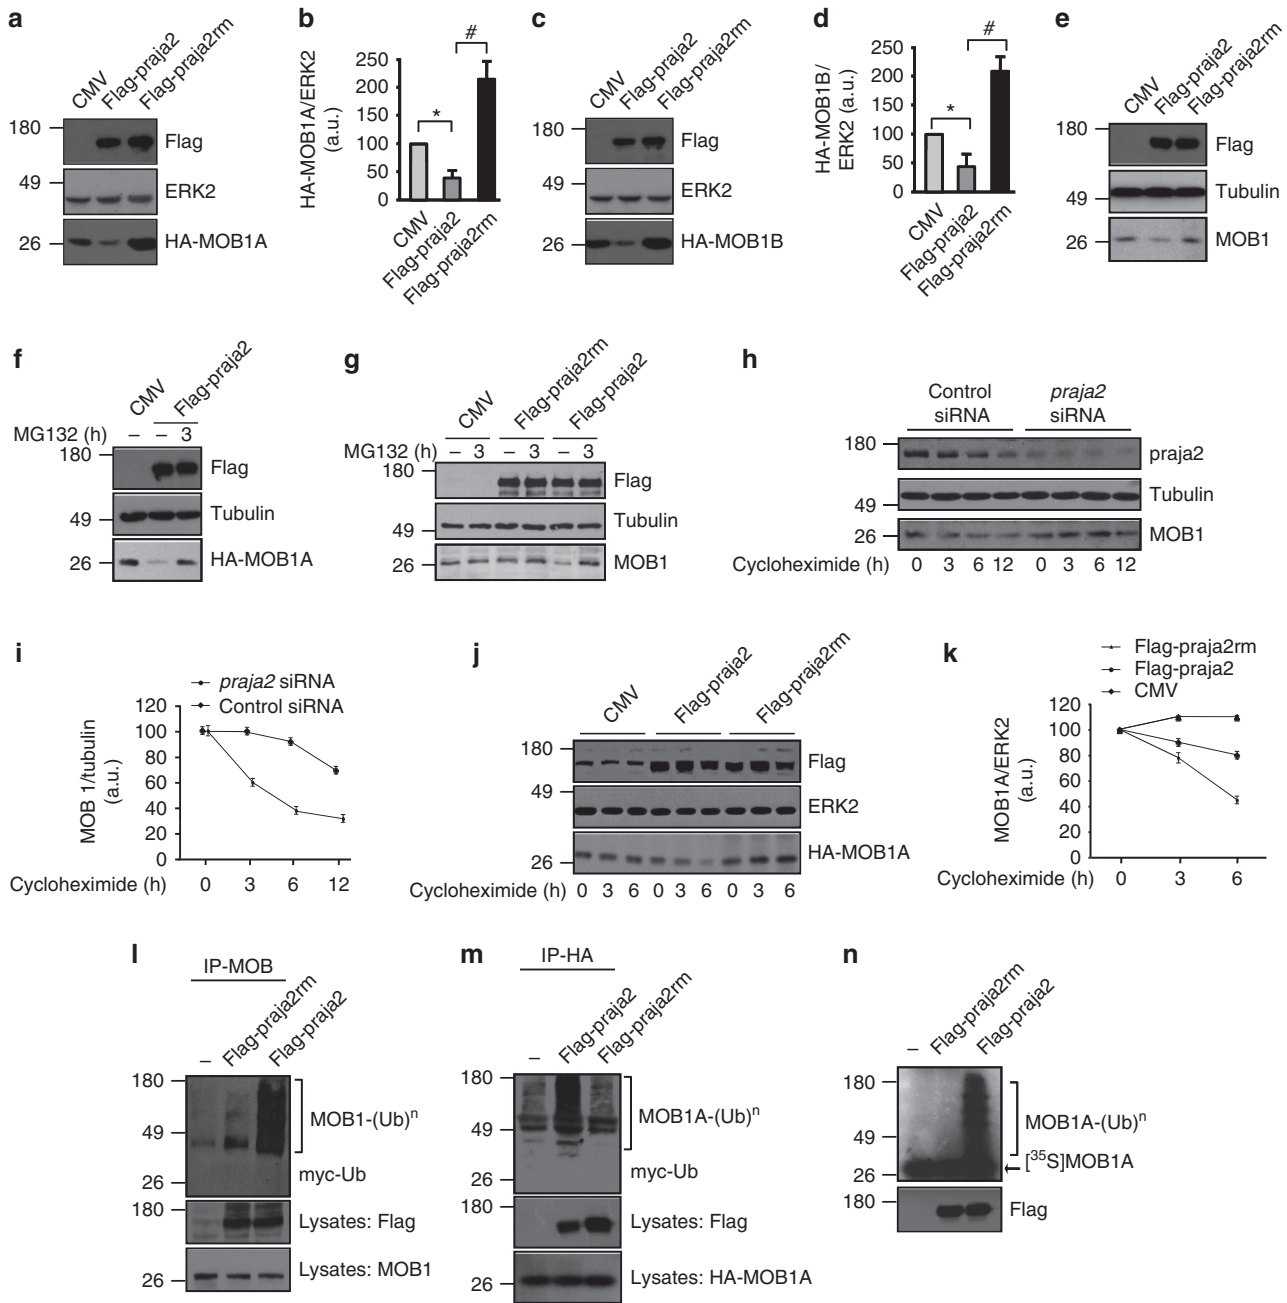 a
CMV
Flag-praja2
Flag-praja2rm
180
Flag
49
ERK2
26
HA-MOB1A
b
HA-MOB1A/ERK2
(a.u.)
250
200
150
100
50
0
*
#
CMV
Flag-praja2
Flag-praja2rm
c
CMV
Flag-praja2
Flag-praja2rm
180
Flag
49
ERK2
26
HA-MOB1B
d
HA-MOB1B/
ERK2 (a.u.)
250
200
150
100
50
0
*
#
CMV
Flag-praja2
Flag-praja2rm
e
CMV
Flag-praja2
Flag-praja2rm
180
Flag
Tubulin
49
26
MOB1
f
CMV
Flag-praja2
MG132 (h)
–
–
3
180
Flag
49
Tubulin
26
HA-MOB1A
g
CMV
Flag-praja2rm
Flag-praja2
MG132 (h)
– 3 – 3 – 3
180
Flag
49
Tubulin
26
MOB1
h
Control
siRNA
praja2
siRNA
180
praja2
49
Tubulin
26
MOB1
Cycloheximide (h)
0 3 6 12 0 3 6 12
i
praja2 siRNA
Control siRNA
MOB 1/tubulin
(a.u.)
120
100
80
60
40
20
0
Cycloheximide (h)
0 3 6 12
j
CMV
Flag-praja2
Flag-praja2rm
180
Flag
49
ERK2
26
HA-MOB1A
Cycloheximide (h)
0 3 6 0 3 6 0 3 6
k
Flag-praja2rm
Flag-praja2
CMV
MOB1A/ERK2
(a.u.)
120
100
80
60
40
20
0
Cycloheximide (h)
0 3 6
l
IP-MOB
–
Flag-praja2rm
Flag-praja2
180
MOB1-(Ub)n
49
myc-Ub
26
180
Lysates: Flag
26
Lysates: MOB1
m
IP-HA
–
Flag-praja2
Flag-praja2rm
180
MOB1A-(Ub)n
49
myc-Ub
26
180
Lysates: Flag
26
Lysates: HA-MOB1A
n
–
Flag-praja2rm
Flag-praja2
180
MOB1A-(Ub)n
49
[35S]MOB1A
26
180
Flag